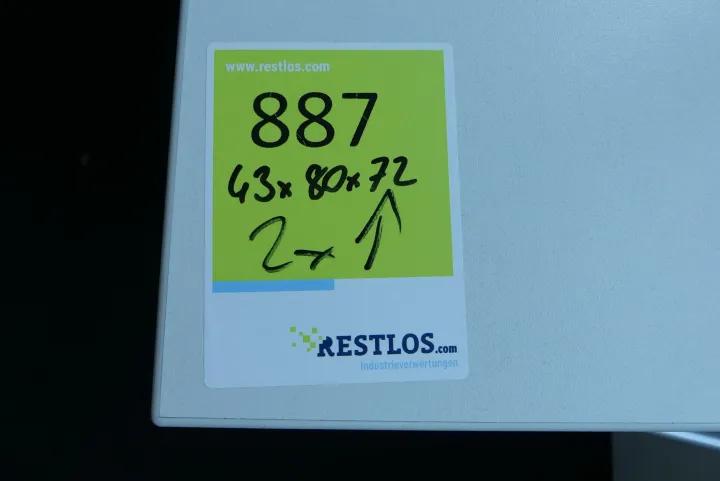 www.restlos.com
887
43x80x72
2x ↑
RESTLOS.com
Industrieverwertungen